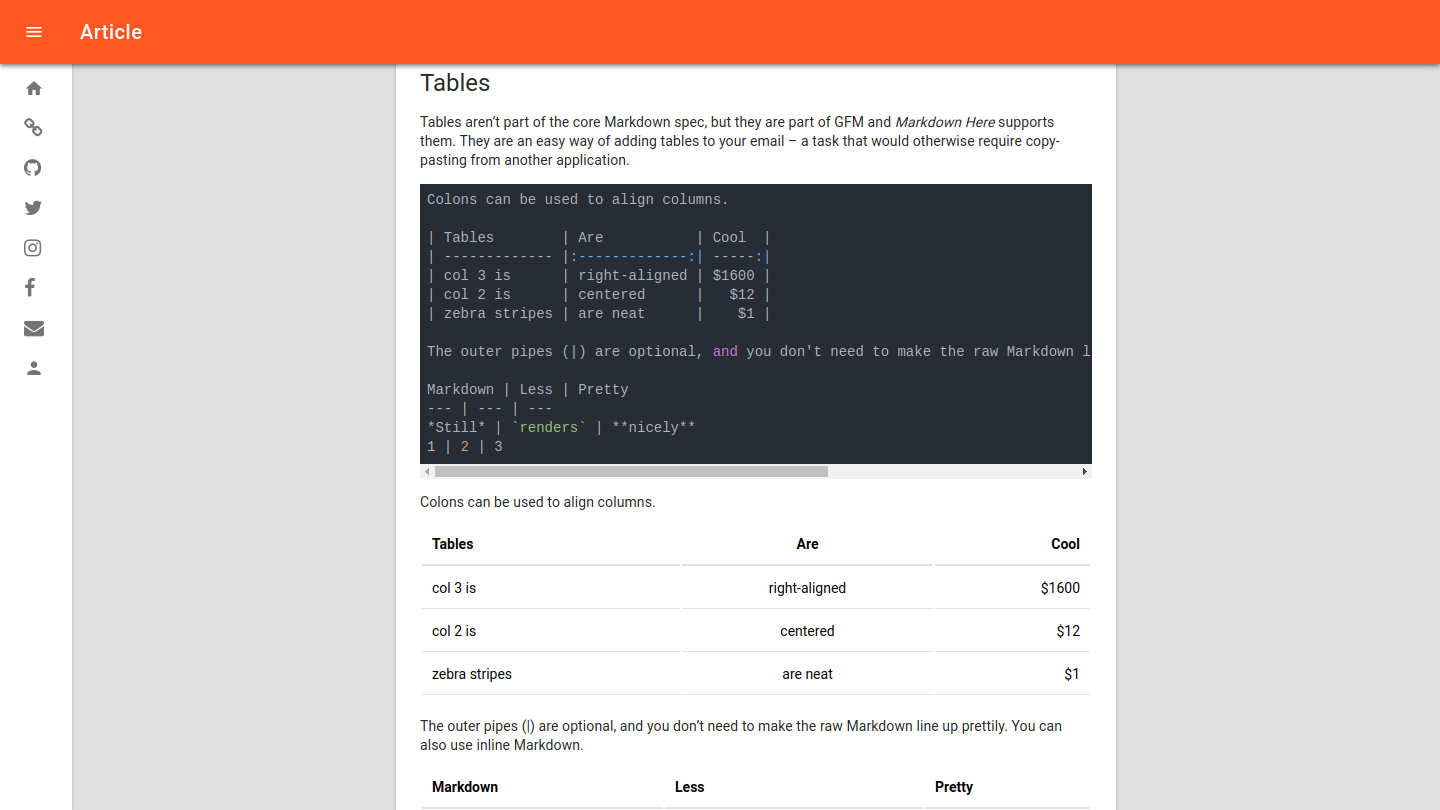 Article
Tables
Tables aren’t part of the core Markdown spec, but they are part of GFM and Markdown Here supports
them. They are an easy way of adding tables to your email – a task that would otherwise require copy-
pasting from another application.
Colons can be used to align columns.
| Tables        | Are           | Cool  |
| ------------- |:-------------:| -----:|
| col 3 is      | right-aligned | $1600 |
| col 2 is      | centered      |   $12 |
| zebra stripes | are neat      |    $1 |
The outer pipes (|) are optional, and you don't need to make the raw Markdown l
Markdown | Less | Pretty
--- | --- | ---
*Still* | `renders` | **nicely**
1 | 2 | 3
Colons can be used to align columns.
Tables Are Cool
col 3 is right-aligned $1600
col 2 is centered $12
zebra stripes are neat $1
The outer pipes (|) are optional, and you don’t need to make the raw Markdown line up prettily. You can
also use inline Markdown.
Markdown Less Pretty